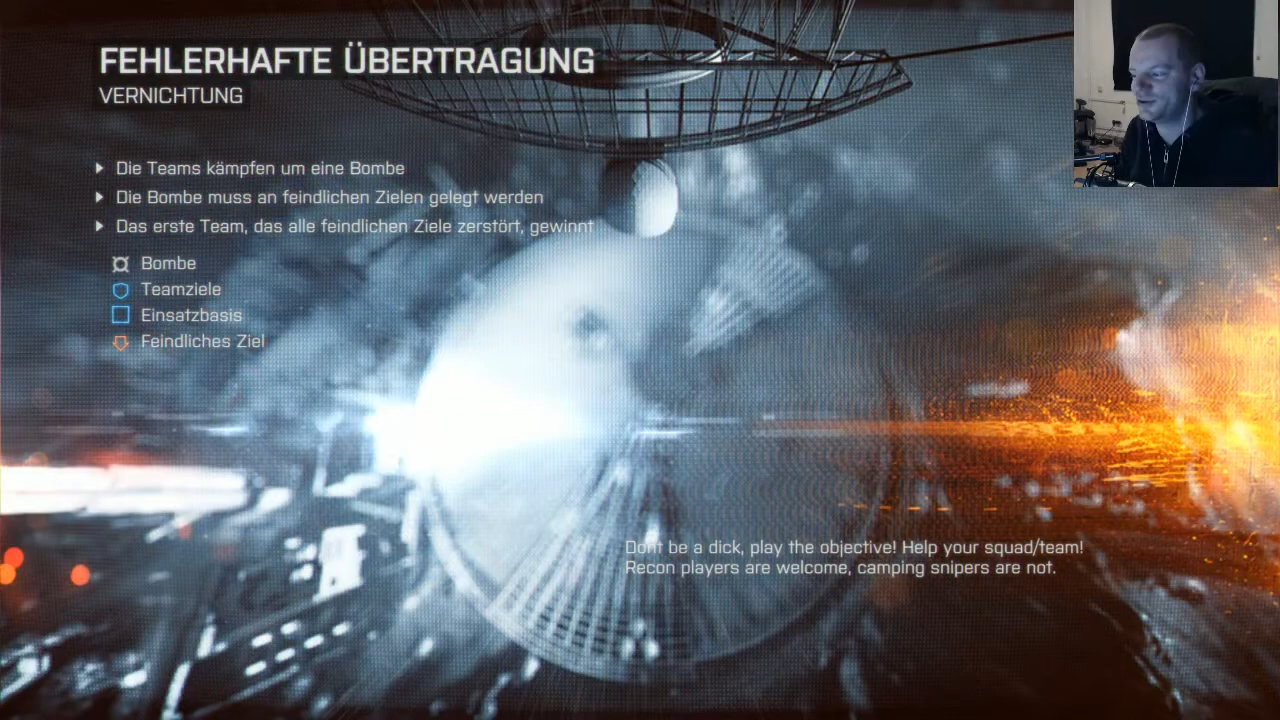 FEHLERHAFTE ÜBERTRAGUNG
VERNICHTUNG
Die Teams kämpfen um eine Bombe
Die Bombe muss an feindlichen Zielen gelegt werden
Das erste Team, das alle feindlichen Ziele zerstört, gewinnt
Bombe
Teamziele
Einsatzbasis
Feindliches Ziel
Dont be a dick, play the objective! Help your squad/team!
Recon players are welcome, camping snipers are not.